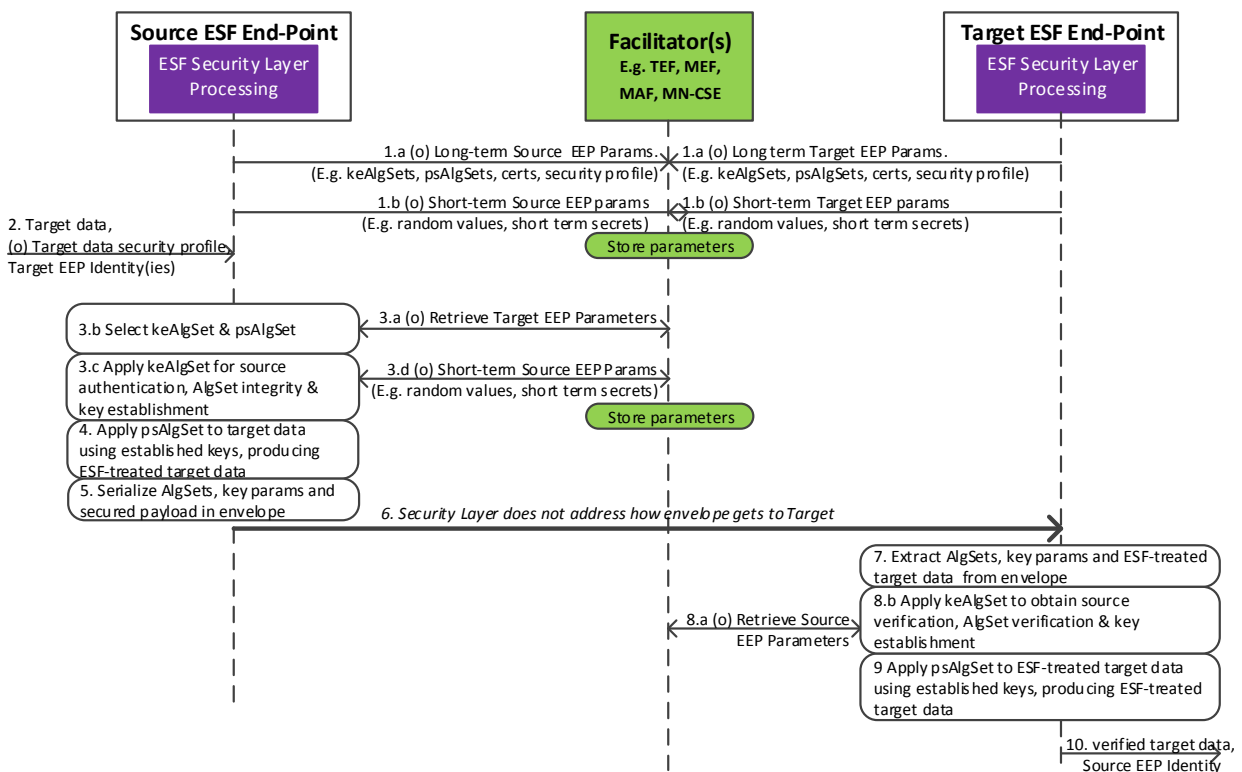 Source ESF End-Point
ESF Security Layer
Processing
Facilitator(s)
E.g. TEF, MEF,
MAF, MN-CSE
Target ESF End-Point
ESF Security Layer
Processing
1.a (o) Long-term Source EEP Params.
(E.g. keAlgSets, psAlgSets, certs, security profile)
1.a (o) Long term Target EEP Params.
(E.g. keAlgSets, psAlgSets, certs, security profile)
1.b (o) Short-term Source EEP params
(E.g. random values, short term secrets)
1.b (o) Short-term Target EEP params
(E.g. random values, short term secrets)
2. Target data,
(o) Target data security profile
Target EEP Identity(ies)
Store parameters
3.a (o) Retrieve Target EEP Parameters
3.b Select keAlgSet & psAlgSet
3.c Apply keAlgSet for source
authentication, AlgSet integrity &
key establishment
3.d (o) Short-term Source EEP Params
(E.g. random values, short term secrets)
Store parameters
4. Apply psAlgSet to target data
using established keys, producing
ESF-treated target data
5. Serialize AlgSets, key params and
secured payload in envelope
6. Security Layer does not address how envelope gets to Target
7. Extract AlgSets, key params and ESF-treated
target data from envelope
8.a (o) Retrieve Source
EEP Parameters
8.b Apply keAlgSet to obtain source
verification, AlgSet verification & key
establishment
9 Apply psAlgSet to ESF-treated target data
using established keys, producing ESF-treated
target data
10. verified target data,
Source EEP Identity